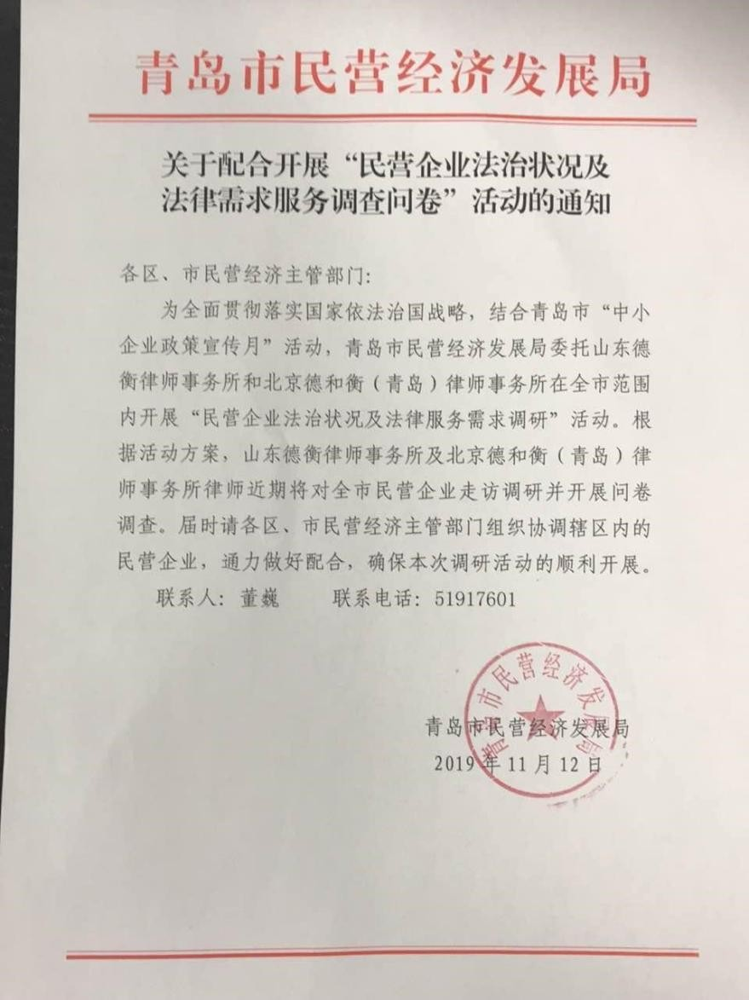 青岛市民营经济发展局
关于配合开展“民营企业法治状况及
法律需求服务调查问卷”活动的通知
各区、市民营经济主管部门:
为全面贯彻落实国家依法治国战略，结合青岛市“中小
企业政策宣传月”活动，青岛市民营经济发展局委托山东德
衡律师事务所和北京德和衡（青岛）律师事务所在全市范围
内开展“民营企业法治状况及法律服务需求调研”活动。根
据活动方案，山东德衡律师事务所及北京德和衡（青岛）律
师事务所律师近期将对全市民营企业走访调研并开展问卷
调查。届时请各区、市民营经济主管部门组织协调辖区内的
民营企业，通力做好配合，确保本次调研活动的顺利开展。
联系人：董巍 联系电话：51917601
青岛市民营经济发展局
青岛市民营经济发展局
2019 年 11 月 12 日